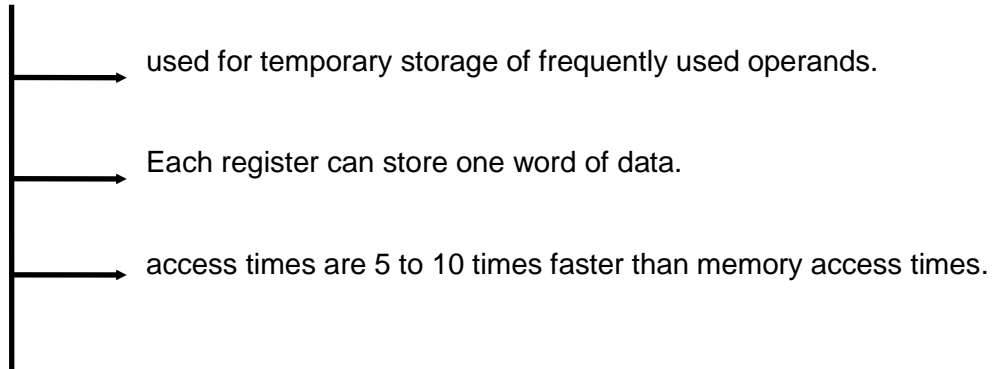 used for temporary storage of frequently used operands.
Each register can store one word of data.
access times are 5 to 10 times faster than memory access times.